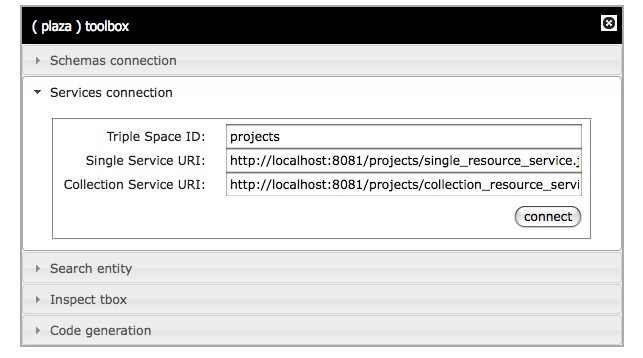 ( plaza ) toolbox
Schemas connection
Services connection
Triple Space ID: projects
Single Service URI: http://localhost:8081/projects/single_resource_service.j
Collection Service URI: http://localhost:8081/projects/collection_resource_servi
connect
Search entity
Inspect tbox
Code generation